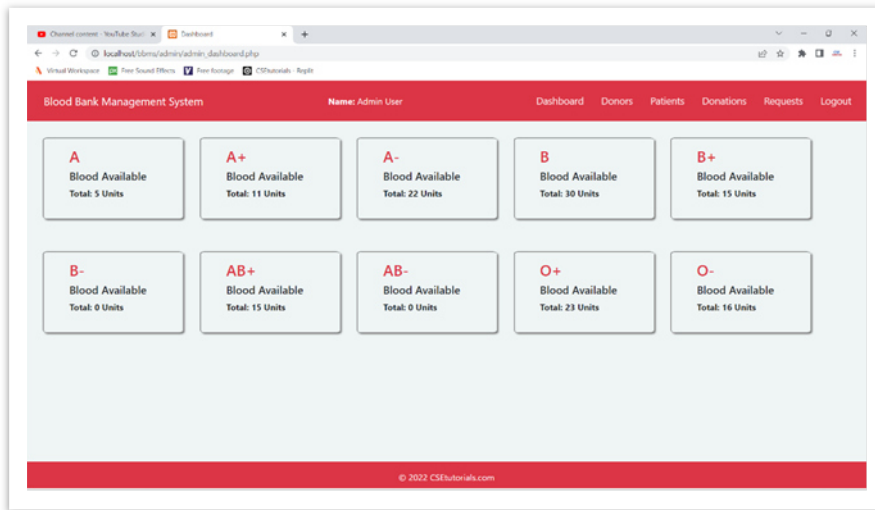 Channel content - YouTube Stud
Dashboard
localhost/bbms/admin/admin_dashboard.php
Virtual Workspace Free Sound Effects Free footage CSEtutorials - Replit
Blood Bank Management System Name: Admin User Dashboard Donors Patients Donations Requests Logout
A
Blood Available
Total: 5 Units
A+
Blood Available
Total: 11 Units
A-
Blood Available
Total: 22 Units
B
Blood Available
Total: 30 Units
B+
Blood Available
Total: 15 Units
B-
Blood Available
Total: 0 Units
AB+
Blood Available
Total: 15 Units
AB-
Blood Available
Total: 0 Units
O+
Blood Available
Total: 23 Units
O-
Blood Available
Total: 16 Units
© 2022 CSEtutorials.com